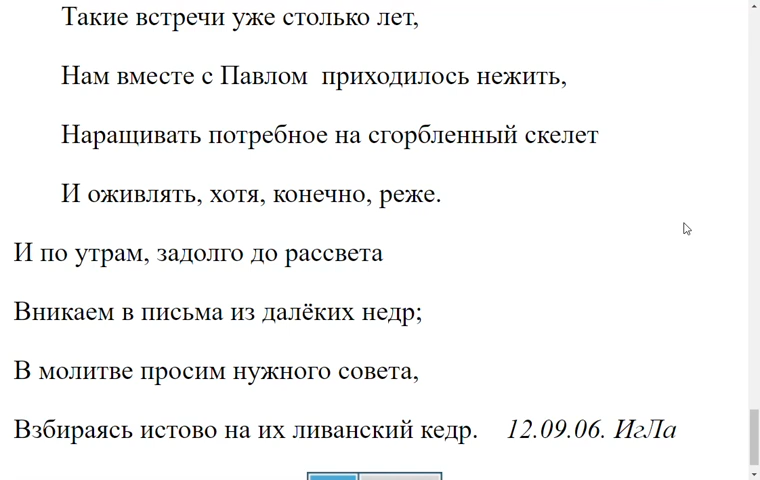 Такие встречи уже столько лет,
Нам вместе с Павлом приходилось нежить,
Наращивать потребное на сгорбленный скелет
И оживлять, хотя, конечно, реже.
И по утрам, задолго до рассвета
Вникаем в письма из далёких недр;
В молитве просим нужного совета,
Взбираясь истово на их ливанский кедр. 12.09.06. ИгЛа